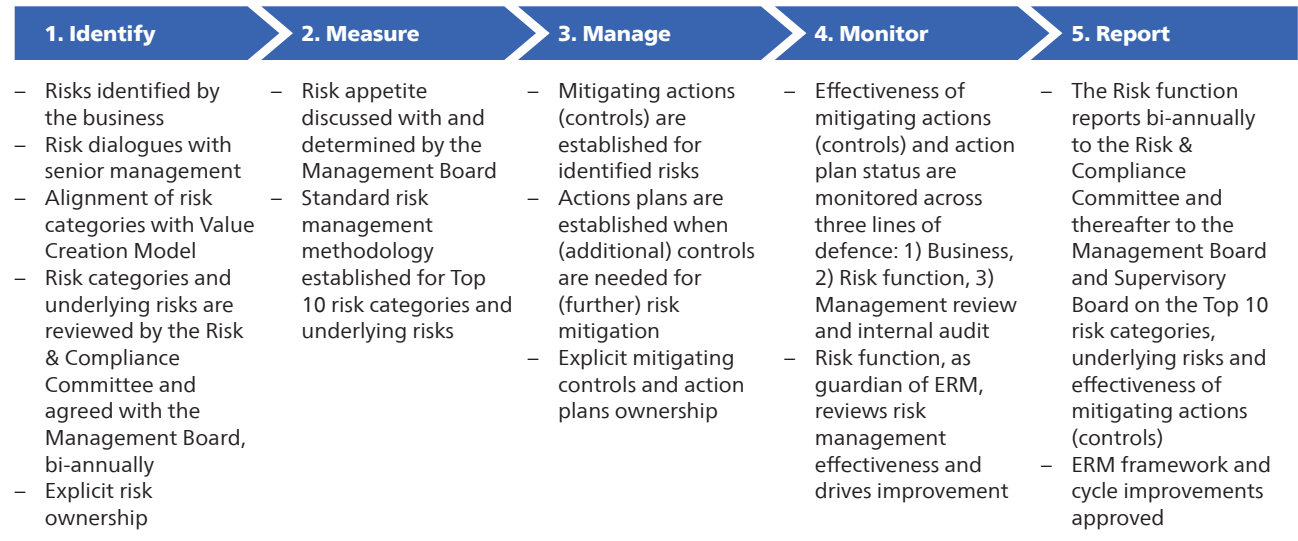 1. Identify
– Risks identified by
the business
– Risk dialogues with
senior management
– Alignment of risk
categories with Value
Creation Model
– Risk categories and
underlying risks are
reviewed by the Risk
& Compliance
Committee and
agreed with the
Management Board,
bi-annually
– Explicit risk
ownership
2. Measure
– Risk appetite
discussed with and
determined by the
Management Board
– Standard risk
management
methodology
established for Top
10 risk categories and
underlying risks
3. Manage
– Mitigating actions
(controls) are
established for
identified risks
– Actions plans are
established when
(additional) controls
are needed for
(further) risk
mitigation
– Explicit mitigating
controls and action
plans ownership
4. Monitor
– Effectiveness of
mitigating actions
(controls) and action
plan status are
monitored across
three lines of
defence: 1) Business,
2) Risk function, 3)
Management review
and internal audit
– Risk function, as
guardian of ERM,
reviews risk
management
effectiveness and
drives improvement
5. Report
– The Risk function
reports bi-annually
to the Risk &
Compliance
Committee and
thereafter to the
Management Board
and Supervisory
Board on the Top 10
risk categories,
underlying risks and
effectiveness of
mitigating actions
(controls)
– ERM framework and
cycle improvements
approved